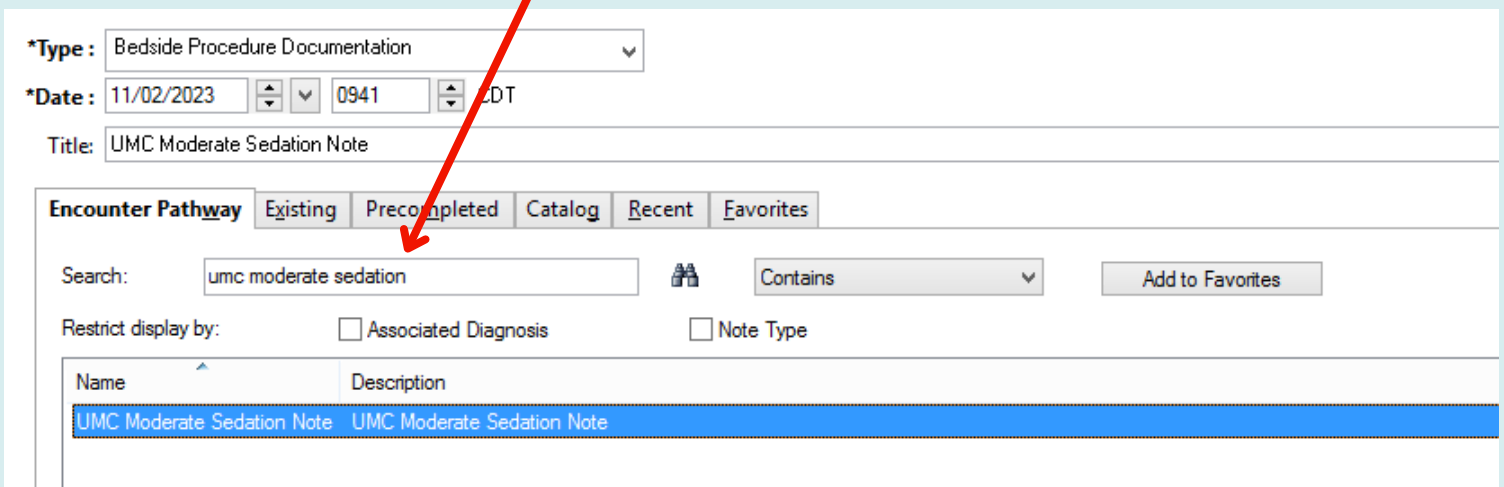 *Type : Bedside Procedure Documentation
*Date : 11/02/2023 0941 CDT
Title: UMC Moderate Sedation Note
Encounter Pathway Existing Precompleted Catalog Recent Favorites
Search: umc moderate sedation Contains Add to Favorites
Restrict display by: Associated Diagnosis Note Type
Name Description
UMC Moderate Sedation Note UMC Moderate Sedation Note